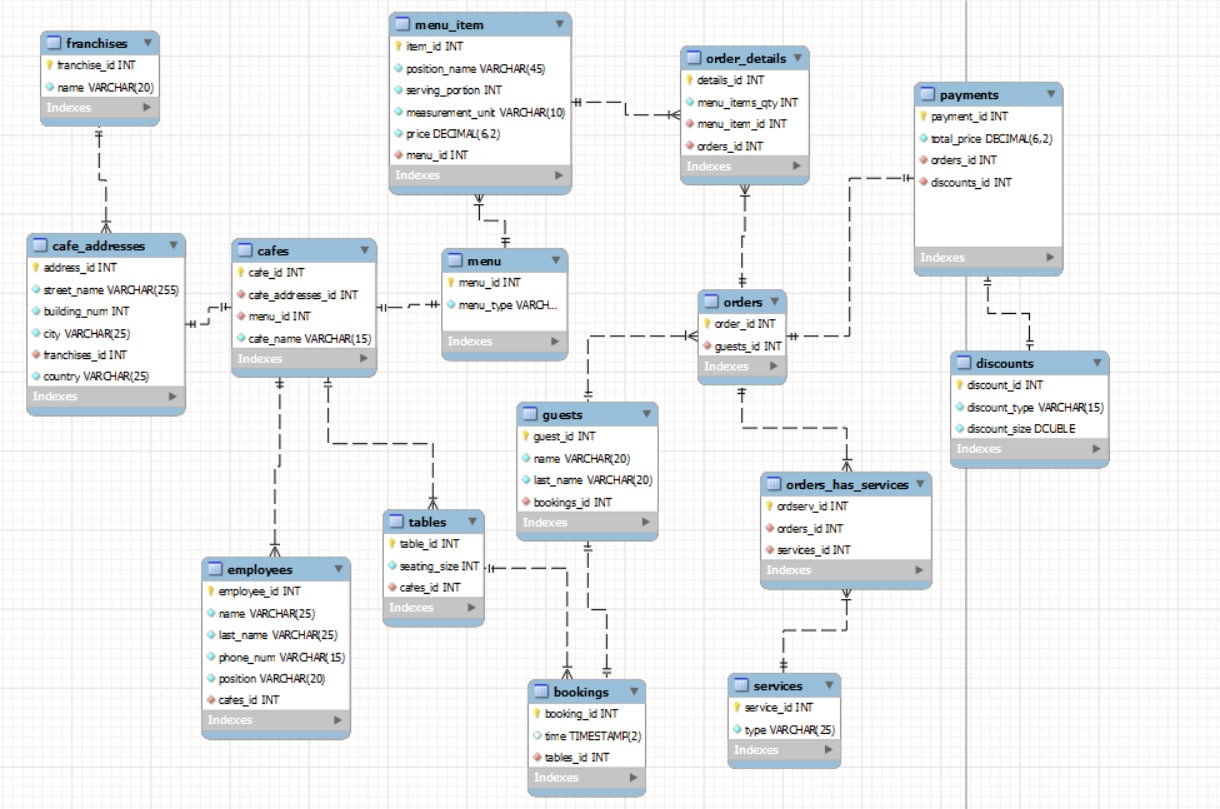 franchises
franchise_id INT
name VARCHAR(20)
Indexes
menu_item
item_id INT
position_name VARCHAR(45)
serving_portion INT
measurement_unit VARCHAR(10)
price DECIMAL(6,2)
menu_id INT
Indexes
order_details
details_id INT
menu_items_qty INT
menu_item_id INT
orders_id INT
Indexes
payments
payment_id INT
total_price DECIMAL(6,2)
orders_id INT
discounts_id INT
Indexes
cafe_addresses
address_id INT
street_name VARCHAR(255)
building_num INT
city VARCHAR(25)
franchises_id INT
country VARCHAR(25)
Indexes
cafes
cafe_id INT
cafe_addresses_id INT
menu_id INT
cafe_name VARCHAR(15)
Indexes
menu
menu_id INT
menu_type VARCH...
Indexes
orders
order_id INT
guests_id INT
Indexes
discounts
discount_id INT
discount_type VARCHAR(15)
discount_size DOUBLE
Indexes
guests
guest_id INT
name VARCHAR(20)
last_name VARCHAR(20)
bookings_id INT
Indexes
orders_has_services
ordserv_id INT
orders_id INT
services_id INT
Indexes
tables
table_id INT
seating_size INT
cafes_id INT
Indexes
employees
employee_id INT
name VARCHAR(25)
last_name VARCHAR(25)
phone_num VARCHAR(15)
position VARCHAR(20)
cafes_id INT
Indexes
bookings
booking_id INT
time TIMESTAMP(2)
tables_id INT
Indexes
services
service_id INT
type VARCHAR(25)
Indexes